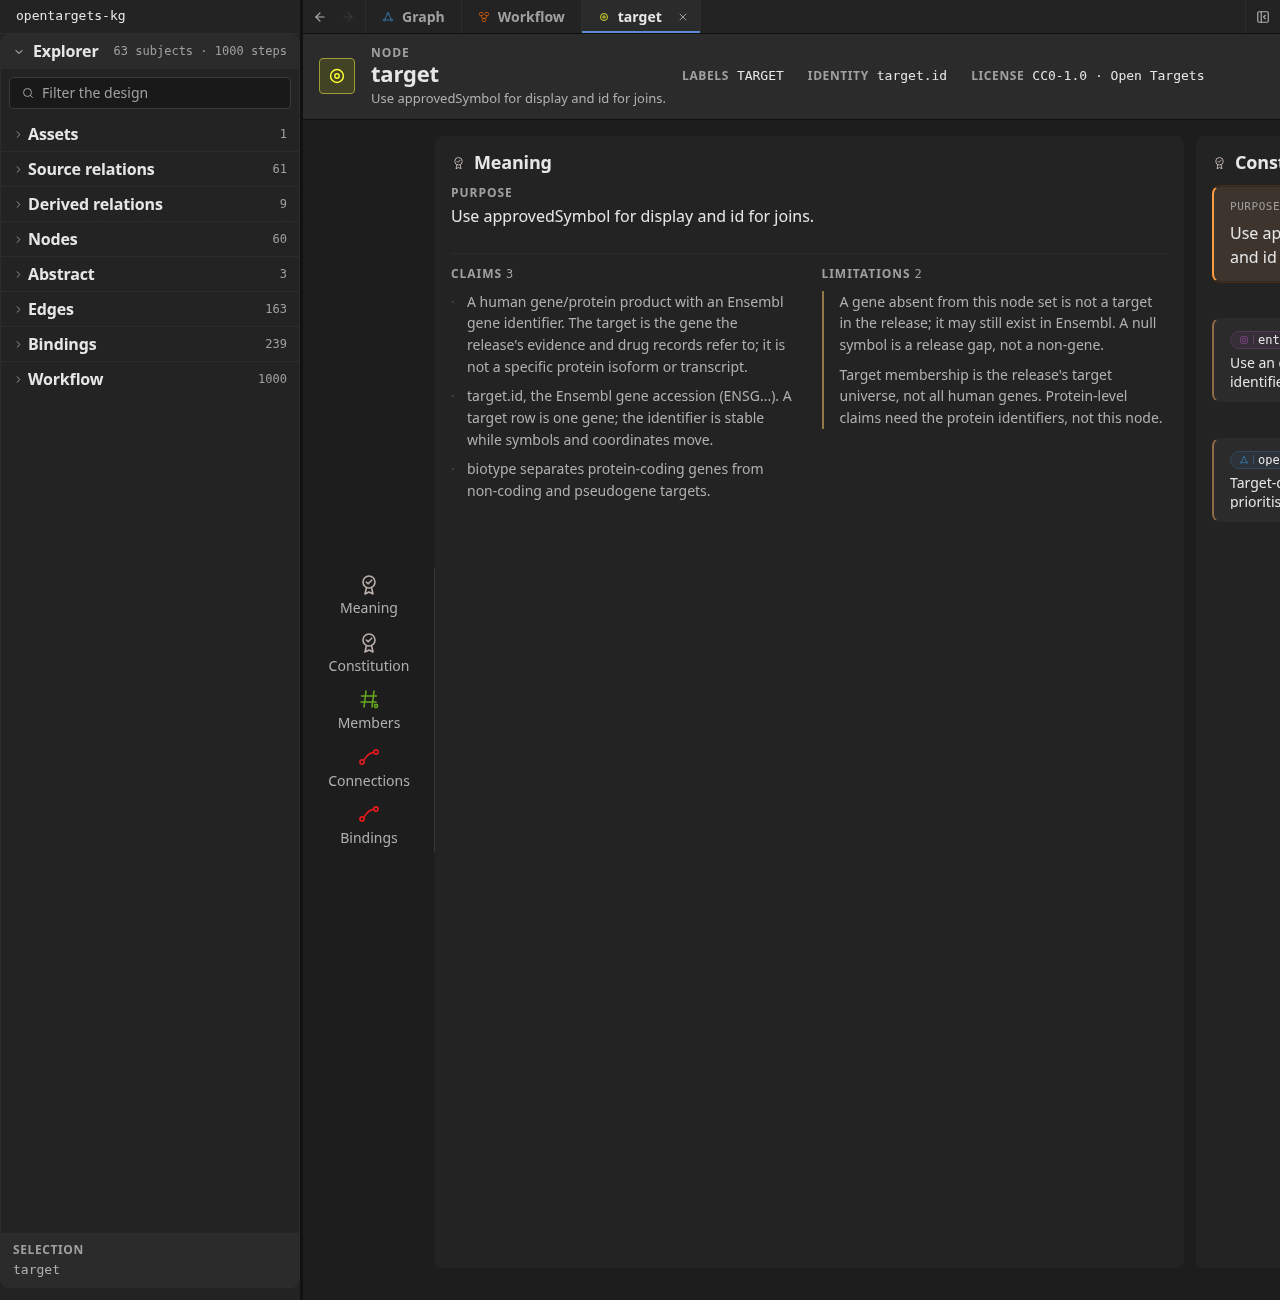 opentargets-kg
Explorer 63 subjects · 1000 steps
Filter the design
Assets 1
Source relations 61
Derived relations 9
Nodes 60
Abstract 3
Edges 163
Bindings 239
Workflow 1000
SELECTION
target
Graph Workflow target
NODE
target
Use approvedSymbol for display and id for joins.
LABELS TARGET IDENTITY target.id LICENSE CC0-1.0 · Open Targets
Meaning
Constitution
Members
Connections
Bindings
Meaning
PURPOSE
Use approvedSymbol for display and id for joins.
CLAIMS 3
· A human gene/protein product with an Ensembl
gene identifier. The target is the gene the
release's evidence and drug records refer to; it is
not a specific protein isoform or transcript.
· target.id, the Ensembl gene accession (ENSG…). A
target row is one gene; the identifier is stable
while symbols and coordinates move.
· biotype separates protein-coding genes from
non-coding and pseudogene targets.
LIMITATIONS 2
A gene absent from this node set is not a target
in the release; it may still exist in Ensembl. A null
symbol is a release gap, not a non-gene.
Target membership is the release's target
universe, not all human genes. Protein-level
claims need the protein identifiers, not this node.
Const
PURPOSE
Use ap
and id
ent
Use an
identifie
ope
Target-
prioritis